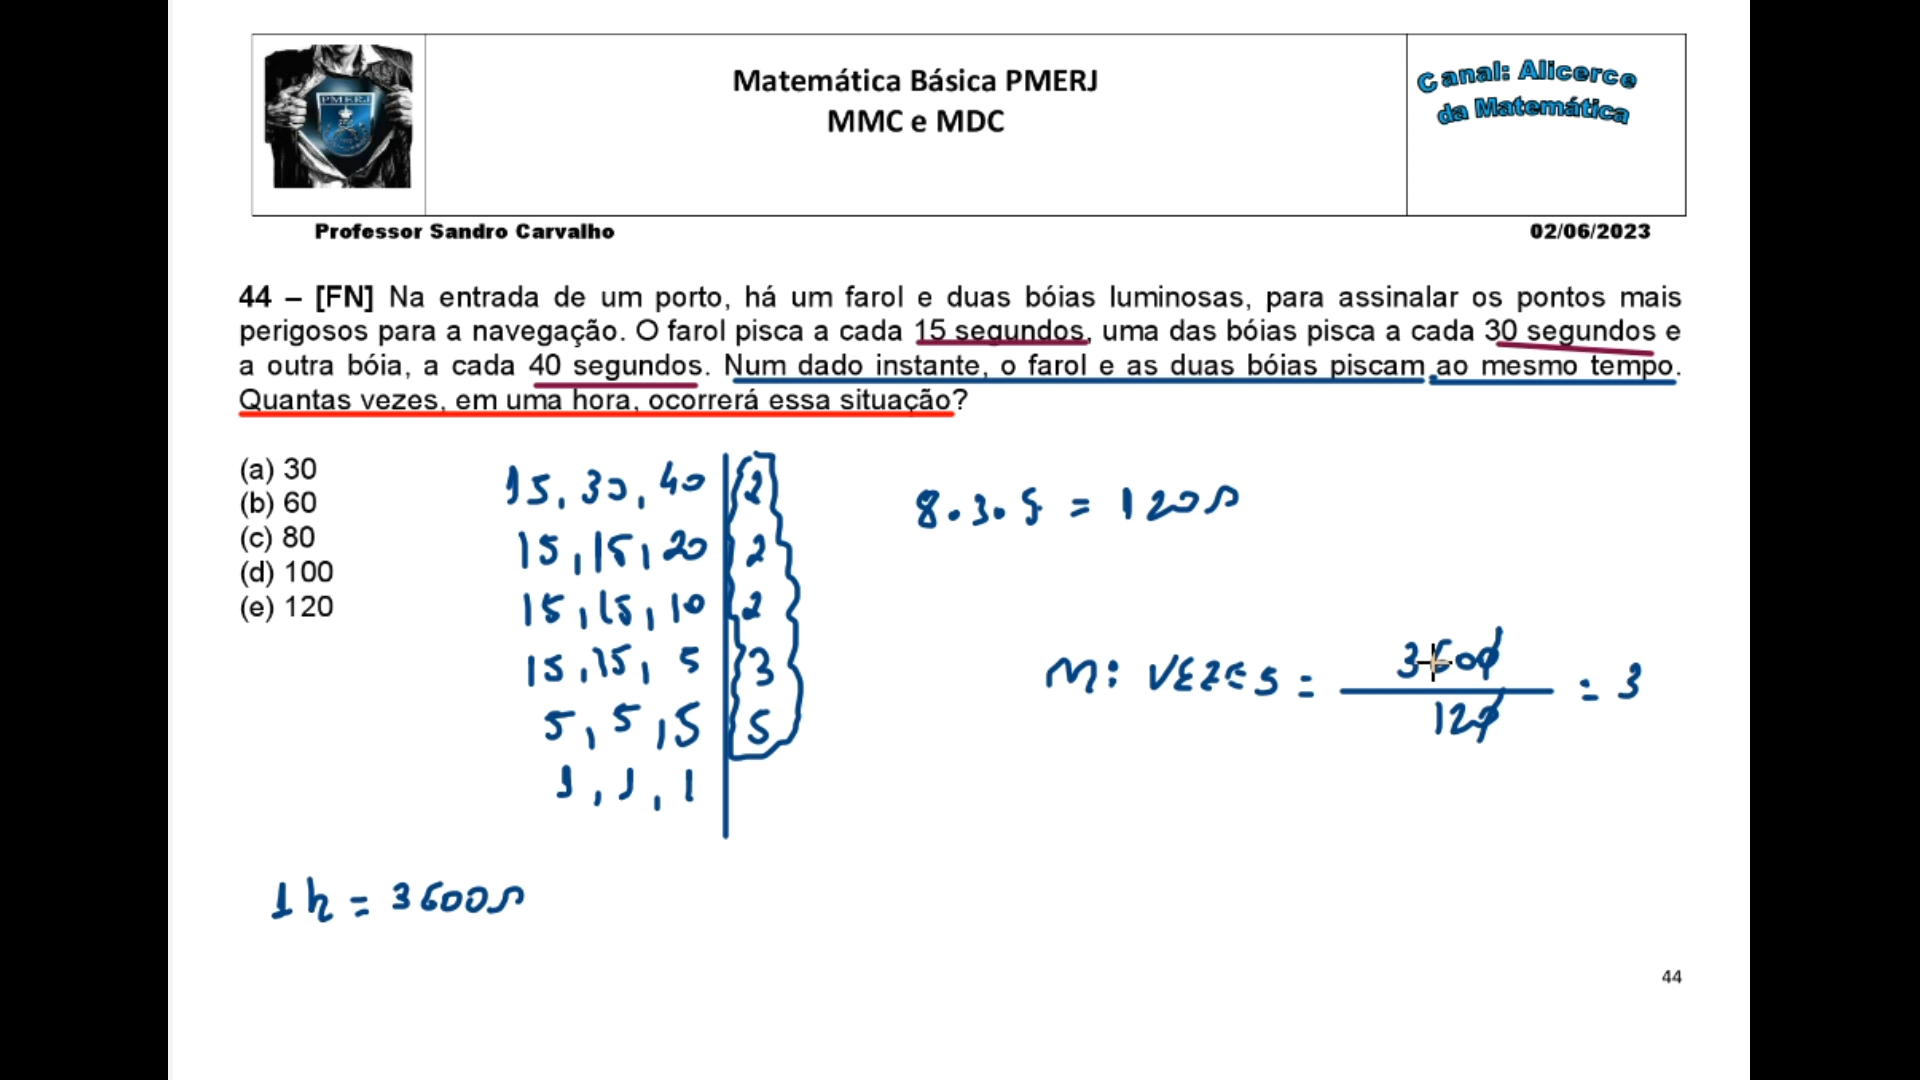 PMERJ
Matemática Básica PMERJ
MMC e MDC
Canal: Alicerce
da Matemática
Professor Sandro Carvalho
02/06/2023
44 – [FN] Na entrada de um porto, há um farol e duas bóias luminosas, para assinalar os pontos mais
perigosos para a navegação. O farol pisca a cada 15 segundos, uma das bóias pisca a cada 30 segundos e
a outra bóia, a cada 40 segundos. Num dado instante, o farol e as duas bóias piscam ao mesmo tempo.
Quantas vezes, em uma hora, ocorrerá essa situação?
(a) 30
(b) 60
(c) 80
(d) 100
(e) 120
15, 30, 40 | 2
15, 15, 20 | 2
15, 15, 10 | 2
15, 15, 5 | 3
5, 5, 5 | 5
1, 1, 1
8.3.5 = 120s
N: VEZES = 3600 / 120 = 3
1h = 3600s
44